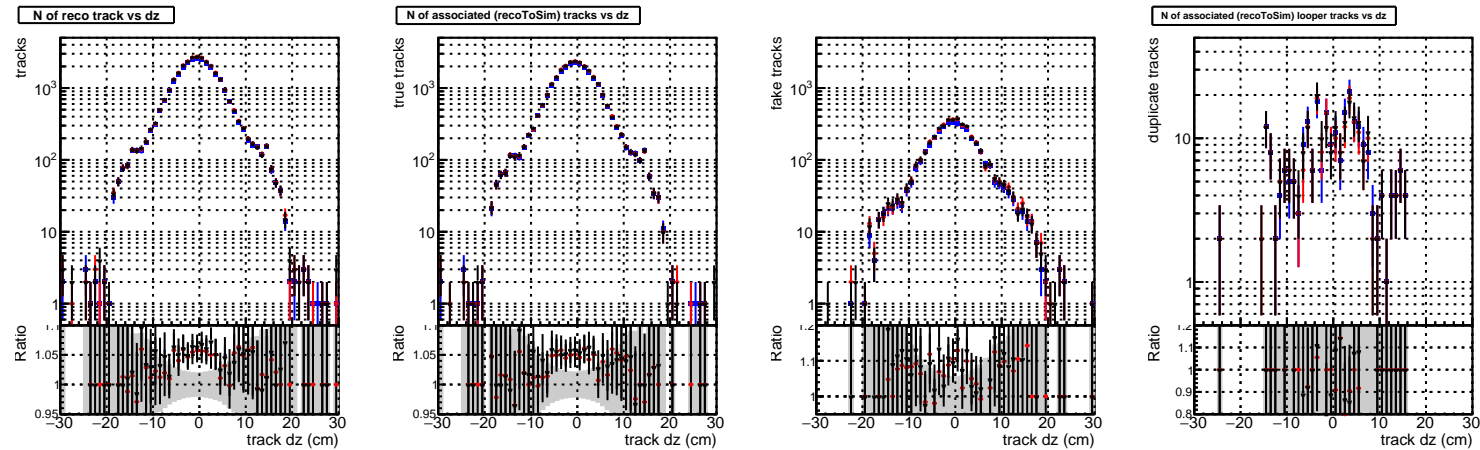 N of reco track vs dz
tracks
10³
10²
10
1
Ratio
1.1
1.05
1
0.95
−30 −20 −10 0 10 20 30
track dz (cm)
N of associated (recoToSim) tracks vs dz
true tracks
10³
10²
10
1
Ratio
1.1
1.05
1
0.95
−30 −20 −10 0 10 20 30
track dz (cm)
fake tracks
10³
10²
10
1
Ratio
1.2
1.1
1
−30 −20 −10 0 10 20 30
track dz (cm)
N of associated (recoToSim) looper tracks vs dz
duplicate tracks
10
1
Ratio
1.2
1.1
1
0.9
0.8
−30 −20 −10 0 10 20 30
track dz (cm)